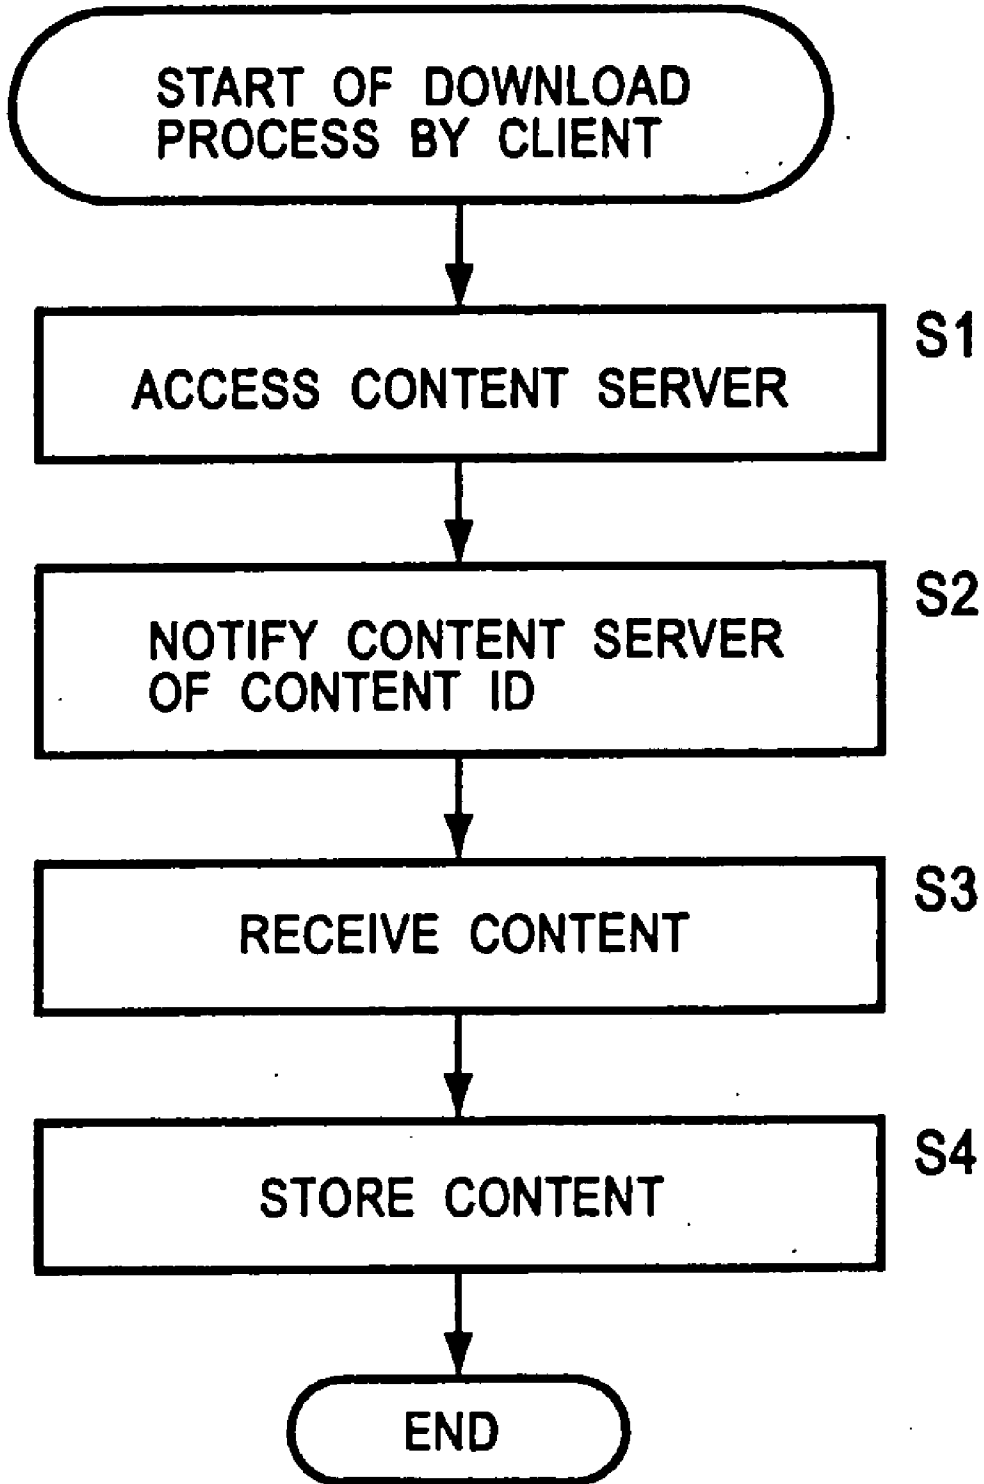 START OF DOWNLOAD
PROCESS BY CLIENT
S1
ACCESS CONTENT SERVER
S2
NOTIFY CONTENT SERVER
OF CONTENT ID
S3
RECEIVE CONTENT
S4
STORE CONTENT
END